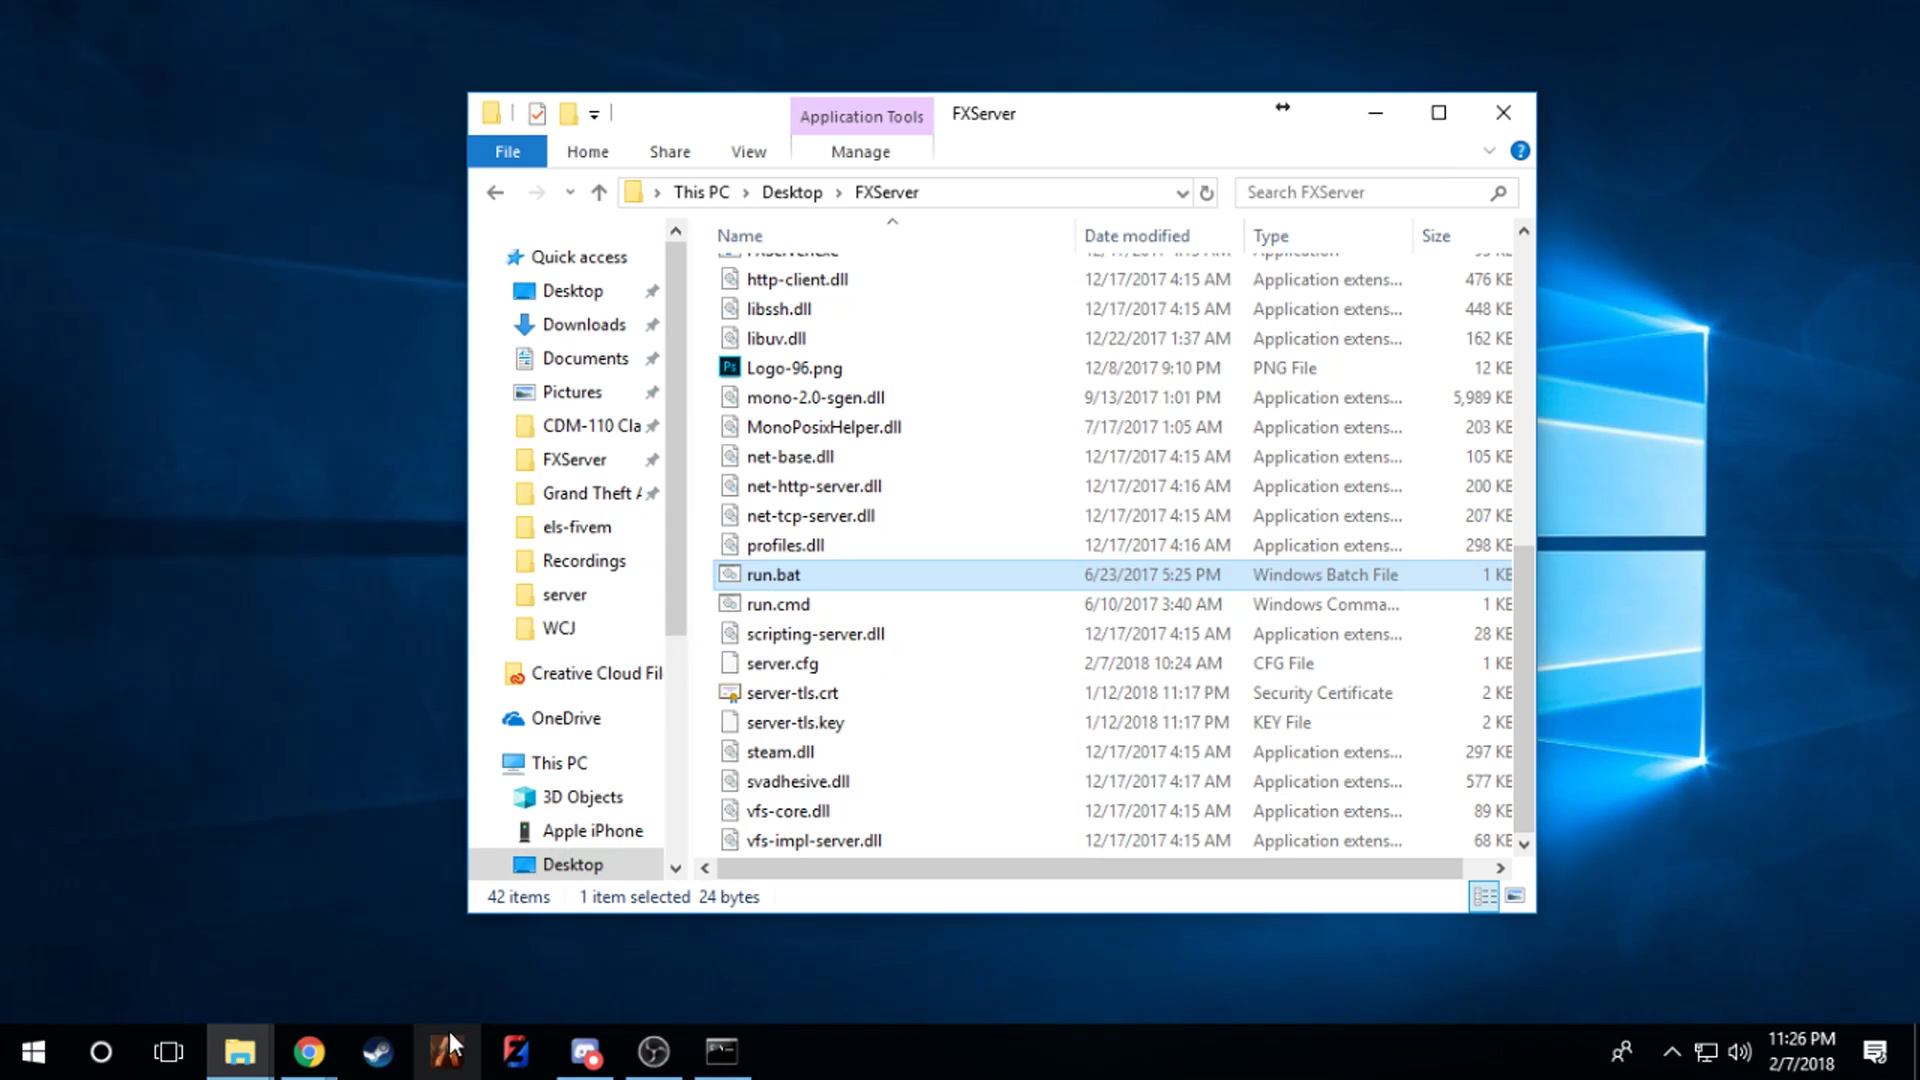 Application Tools FXServer
File Home Share View Manage
This PC Desktop FXServer Search FXServer
Name Date modified Type Size
Quick access
Desktop
Downloads
Documents
Pictures
CDM-110 Cla
FXServer
Grand Theft
els-fivem
Recordings
server
WCJ
Creative Cloud Fil
OneDrive
This PC
3D Objects
Apple iPhone
Desktop
http-client.dll 12/17/2017 4:15 AM Application extens... 476 KE
libssh.dll 12/17/2017 4:15 AM Application extens... 448 KE
libuv.dll 12/22/2017 1:37 AM Application extens... 162 KE
Ps Logo-96.png 12/8/2017 9:10 PM PNG File 12 KE
mono-2.0-sgen.dll 9/13/2017 1:01 PM Application extens... 5,989 KE
MonoPosixHelper.dll 7/17/2017 1:05 AM Application extens... 203 KE
net-base.dll 12/17/2017 4:15 AM Application extens... 105 KE
net-http-server.dll 12/17/2017 4:16 AM Application extens... 200 KE
net-tcp-server.dll 12/17/2017 4:15 AM Application extens... 207 KE
profiles.dll 12/17/2017 4:16 AM Application extens... 298 KE
run.bat 6/23/2017 5:25 PM Windows Batch File 1 KE
run.cmd 6/10/2017 3:40 AM Windows Comma... 1 KE
scripting-server.dll 12/17/2017 4:15 AM Application extens... 28 KE
server.cfg 2/7/2018 10:24 AM CFG File 1 KE
server-tls.crt 1/12/2018 11:17 PM Security Certificate 2 KE
server-tls.key 1/12/2018 11:17 PM KEY File 2 KE
steam.dll 12/17/2017 4:15 AM Application extens... 297 KE
svadhesive.dll 12/17/2017 4:17 AM Application extens... 577 KE
vfs-core.dll 12/17/2017 4:15 AM Application extens... 89 KE
vfs-impl-server.dll 12/17/2017 4:15 AM Application extens... 68 KE
42 items 1 item selected 24 bytes
11:26 PM
2/7/2018